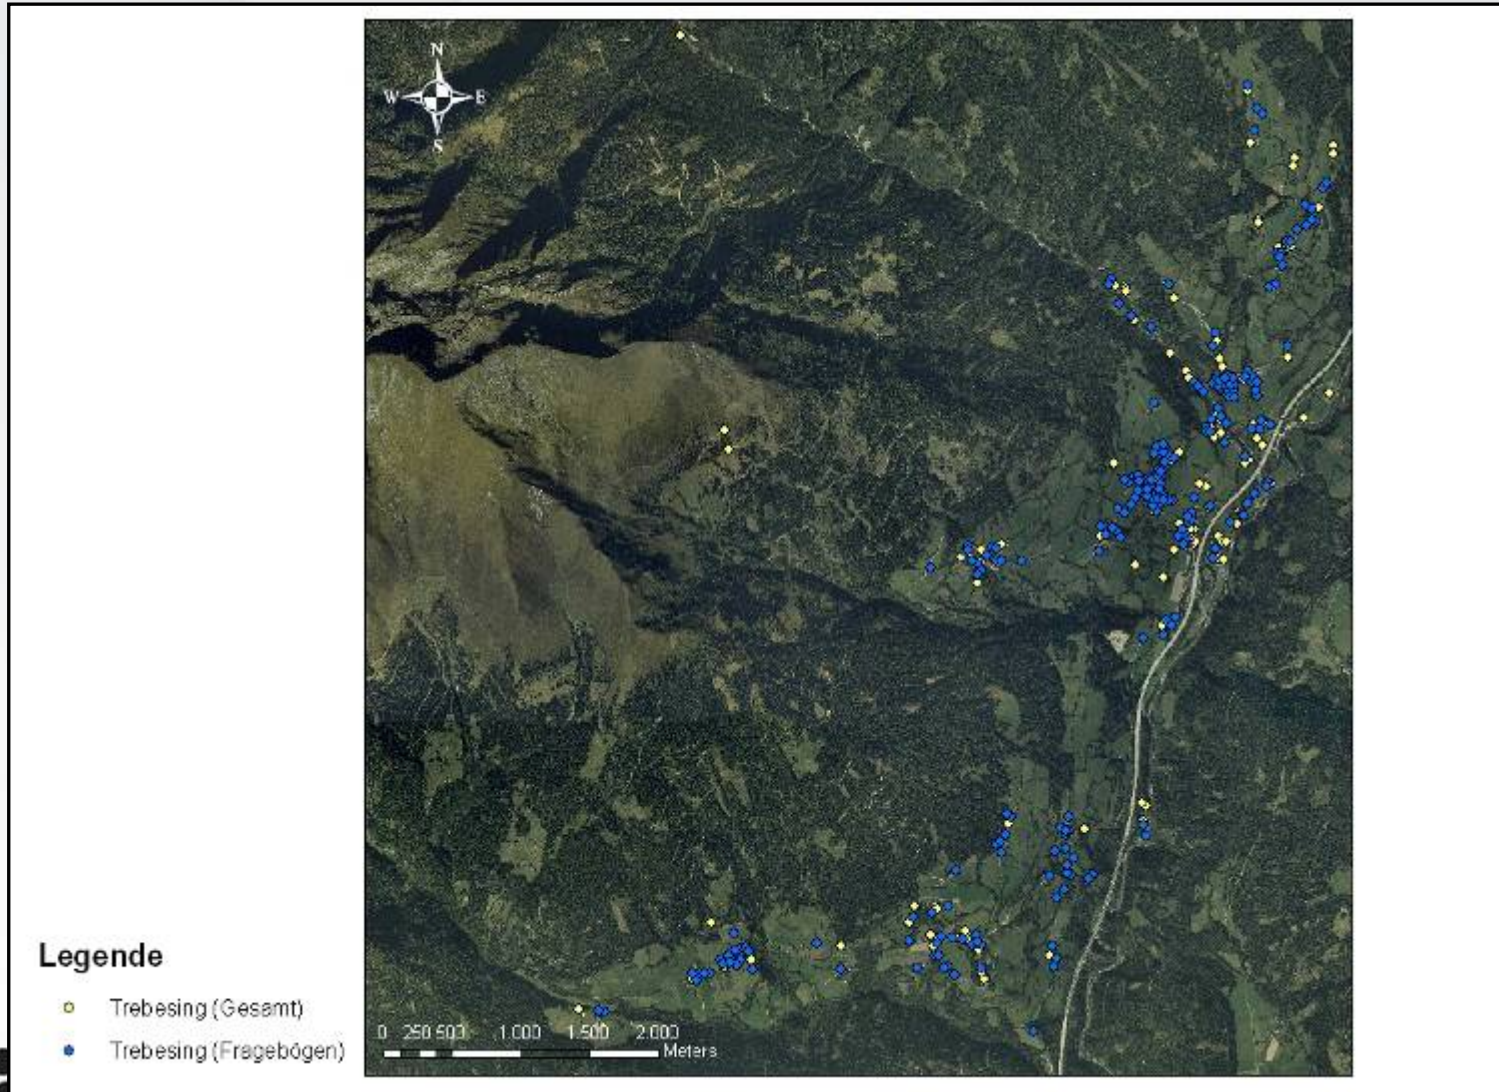 N
W E
S
Legende
Trebesing (Gesamt)
Trebesing (Fragebögen)
0 250 500 1.000 1.500 2.000
Meters